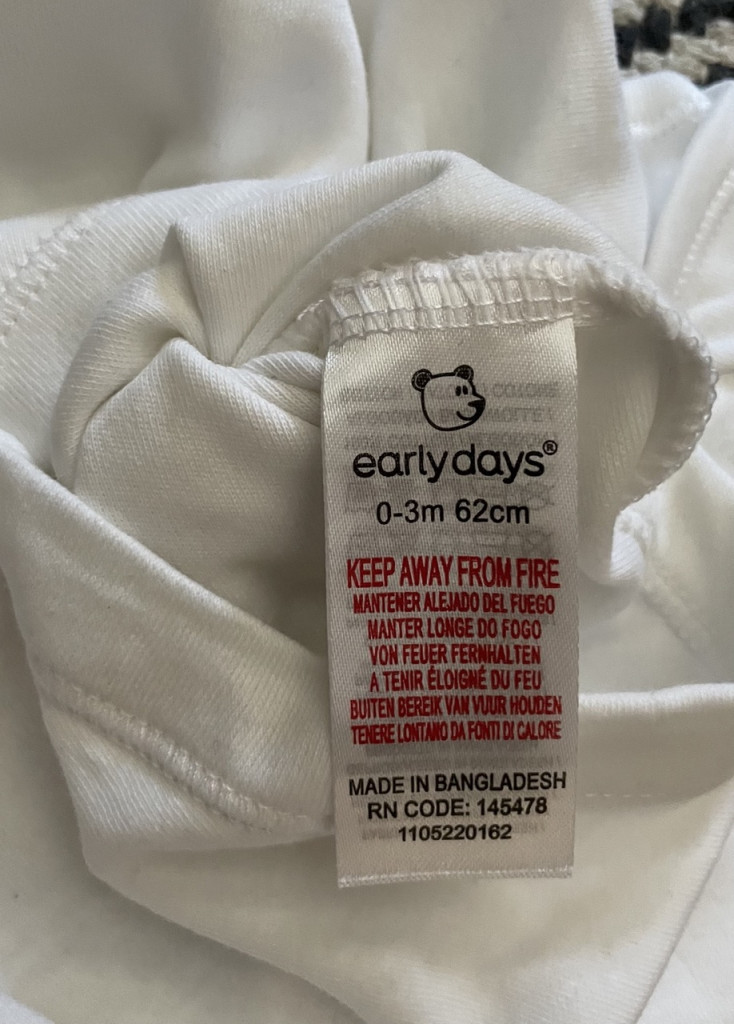 early days®
0-3m 62cm
KEEP AWAY FROM FIRE
MANTENER ALEJADO DEL FUEGO
MANTER LONGE DO FOGO
VON FEUER FERNHALTEN
A TENIR ÉLOIGNÉ DU FEU
BUITEN BEREIK VAN VUUR HOUDEN
TENERE LONTANO DA FONTI DI CALORE
MADE IN BANGLADESH
RN CODE: 145478
1105220162